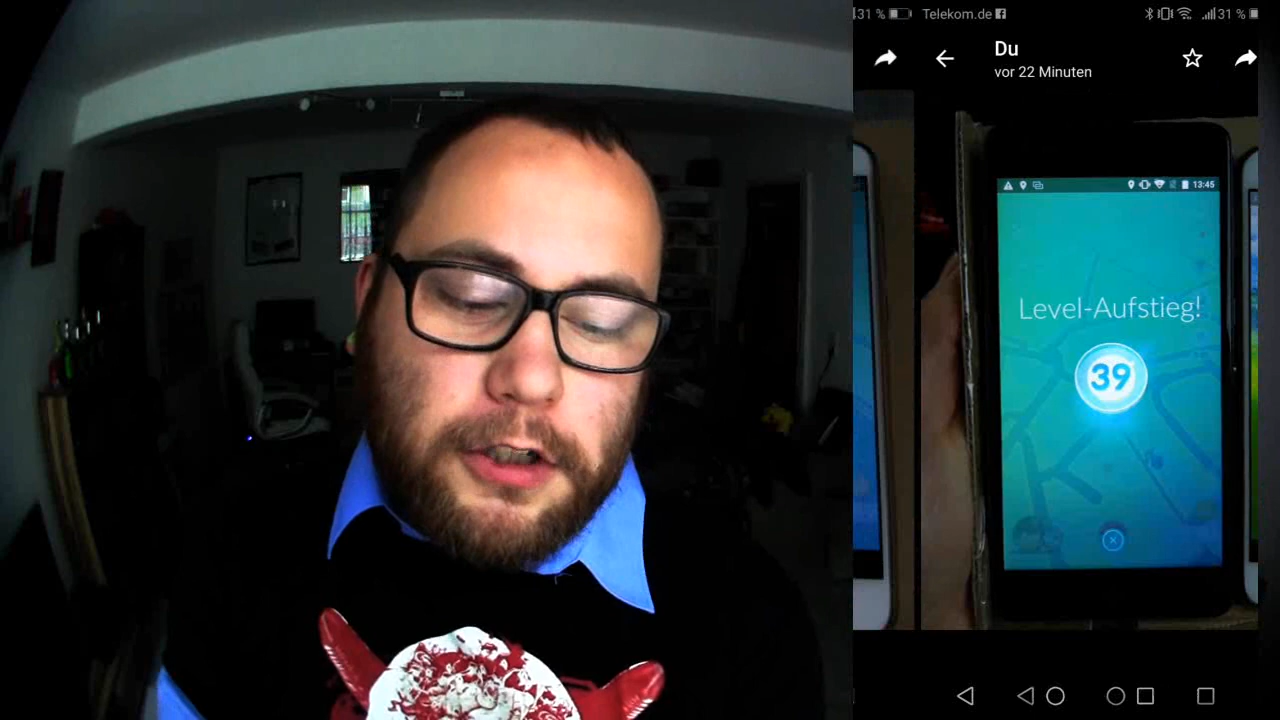 31 % Telekom.de 31 %
Du
vor 22 Minuten
13:45
Level-Aufstieg!
39